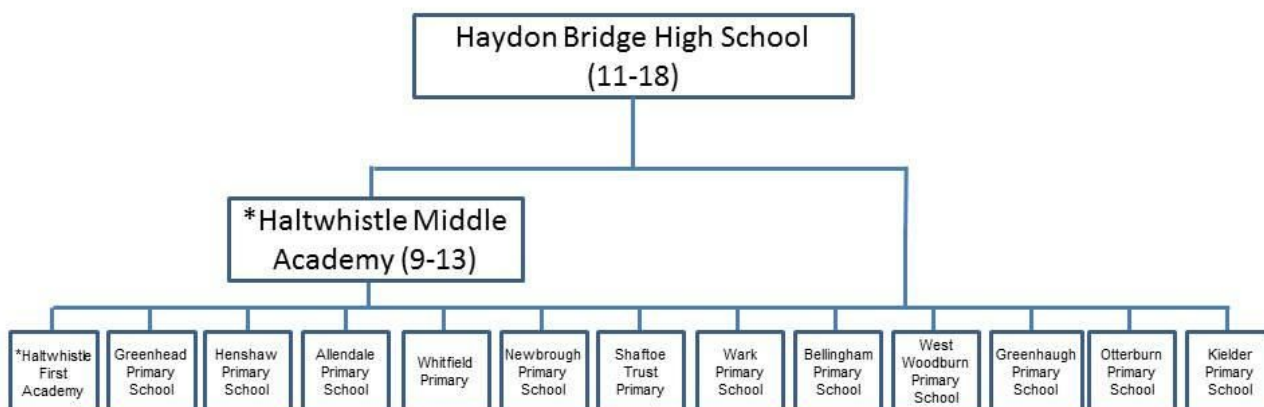 Haydon Bridge High School
(11-18)
*Haltwhistle Middle
Academy (9-13)
*Haltwhistle
First
Academy
Greenhead
Primary
School
Henshaw
Primary
School
Allendale
Primary
School
Whitfield
Primary
Newbrough
Primary
School
Shaftoe
Trust
Primary
Wark
Primary
School
Bellingham
Primary
School
West
Woodburn
Primary
School
Greenhaugh
Primary
School
Otterburn
Primary
School
Kielder
Primary
School